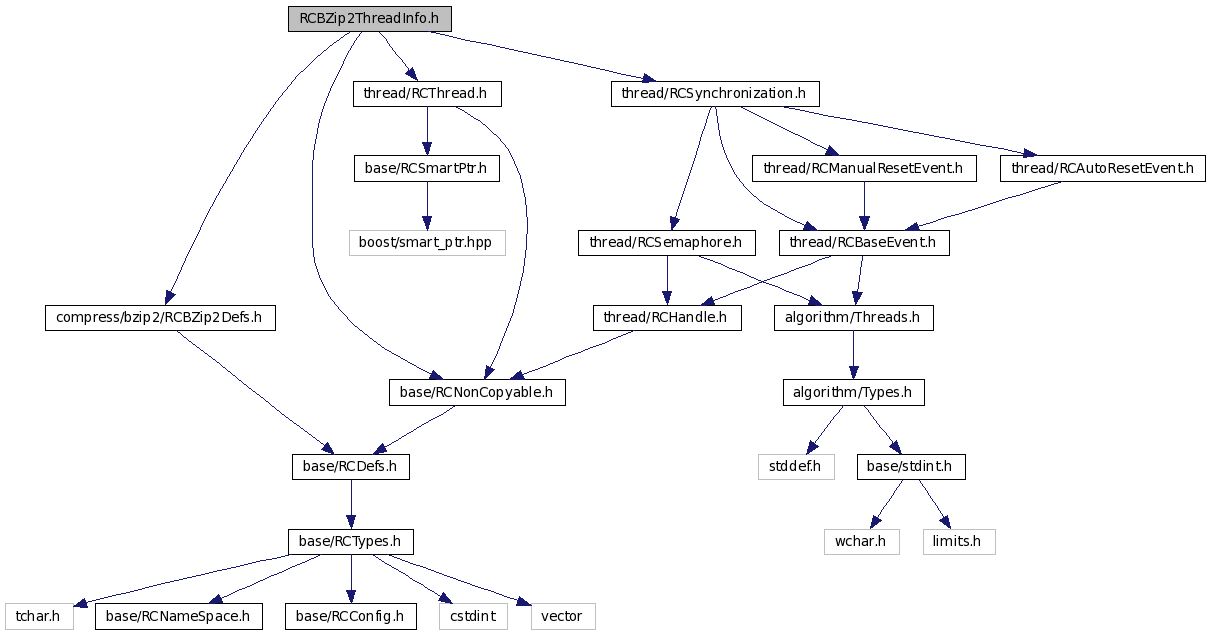 RCBZip2ThreadInfo.h
thread/RCThread.h
thread/RCSynchronization.h
base/RCSmartPtr.h
thread/RCManualResetEvent.h
thread/RCAutoResetEvent.h
boost/smart_ptr.hpp
thread/RCSemaphore.h
thread/RCBaseEvent.h
compress/bzip2/RCBZip2Defs.h
thread/RCHandle.h
algorithm/Threads.h
base/RCNonCopyable.h
algorithm/Types.h
base/RCDefs.h
stddef.h
base/stdint.h
base/RCTypes.h
wchar.h
limits.h
tchar.h
base/RCNameSpace.h
base/RCConfig.h
cstdint
vector